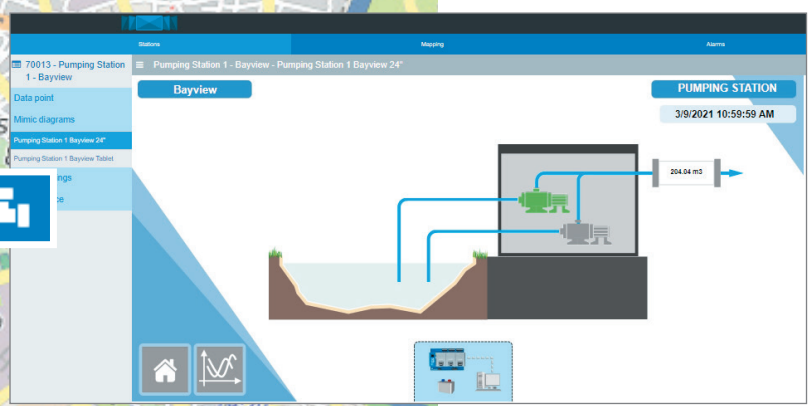 Stations
Mapping
Alarms
70013 - Pumping Station
1 - Bayview
Pumping Station 1 - Bayview - Pumping Station 1 Bayview 24"
Data point
Mimic diagrams
Pumping Station 1 Bayview 24"
Pumping Station 1 Bayview Tablet
Bayview
PUMPING STATION
3/9/2021 10:59:59 AM
204.04 m3